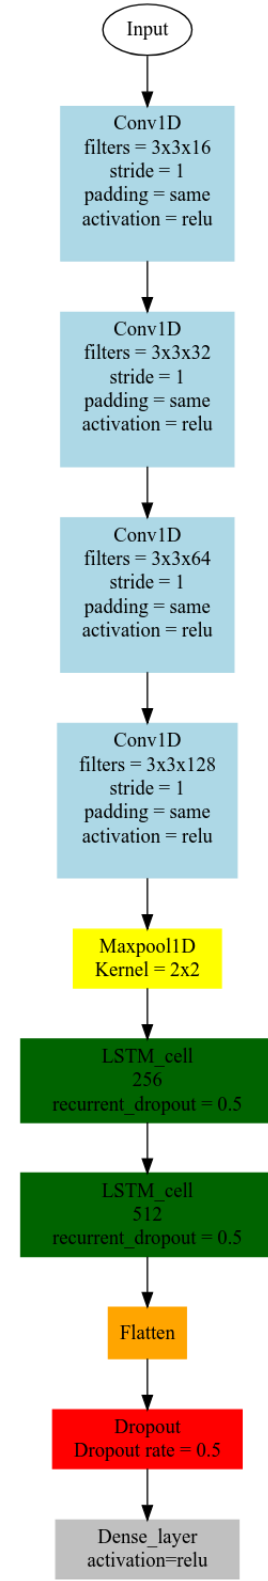 Input
Conv1D
filters = 3x3x16
stride = 1
padding = same
activation = relu
Conv1D
filters = 3x3x32
stride = 1
padding = same
activation = relu
Conv1D
filters = 3x3x64
stride = 1
padding = same
activation = relu
Conv1D
filters = 3x3x128
stride = 1
padding = same
activation = relu
Maxpool1D
Kernel = 2x2
LSTM_cell
256
recurrent_dropout = 0.5
LSTM_cell
512
recurrent_dropout = 0.5
Flatten
Dropout
Dropout rate = 0.5
Dense_layer
activation=relu